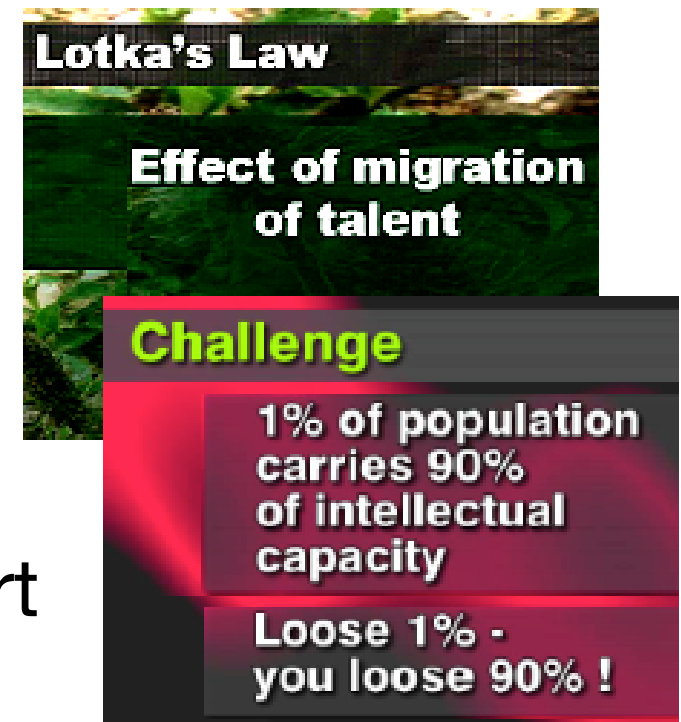 Lotka's Law
Effect of migration
of talent
Challenge
1% of population
carries 90%
of intellectual
capacity
rt
Loose 1% -
you loose 90% !